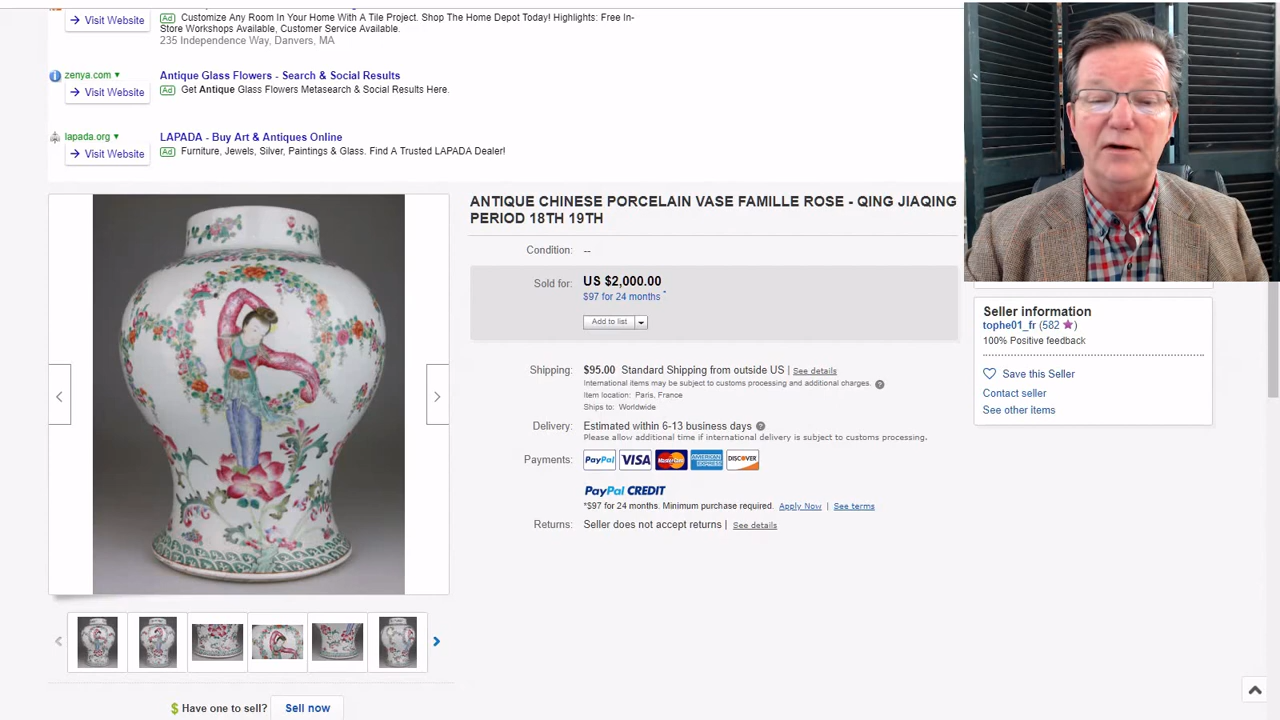 Visit Website
Ad Customize Any Room In Your Home With A Tile Project. Shop The Home Depot Today! Highlights: Free In-
Store Workshops Available, Customer Service Available.
235 Independence Way, Danvers, MA
zenya.com
Antique Glass Flowers - Search & Social Results
Visit Website
Ad Get Antique Glass Flowers Metasearch & Social Results Here.
lapada.org
LAPADA - Buy Art & Antiques Online
Visit Website
Ad Furniture, Jewels, Silver, Paintings & Glass. Find A Trusted LAPADA Dealer!
ANTIQUE CHINESE PORCELAIN VASE FAMILLE ROSE - QING JIAQING
PERIOD 18TH 19TH
Condition: --
Sold for: US $2,000.00
$97 for 24 months *
Add to list
Shipping: $95.00 Standard Shipping from outside US | See details
International items may be subject to customs processing and additional charges. ?
Item location: Paris, France
Ships to: Worldwide
Delivery: Estimated within 6-13 business days ?
Please allow additional time if international delivery is subject to customs processing.
Payments: PayPal VISA MasterCard AMERICAN EXPRESS DISCOVER
PayPal CREDIT
*$97 for 24 months. Minimum purchase required. Apply Now | See terms
Returns: Seller does not accept returns | See details
Seller information
tophe01_fr (582 )
100% Positive feedback
Save this Seller
Contact seller
See other items
$ Have one to sell? Sell now